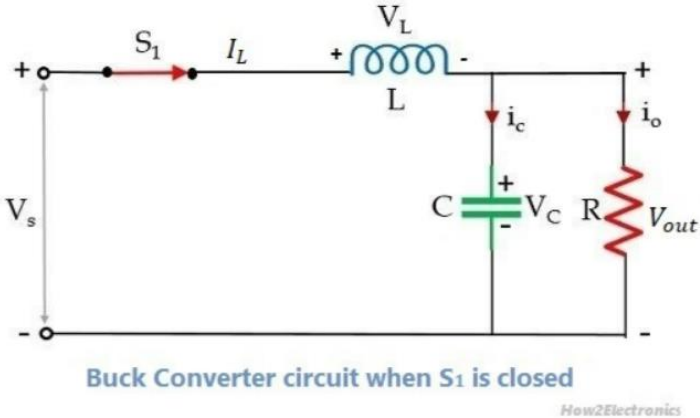 V_L
S₁ I_L + -
+ +
L
i_c i_o
+
V_s C V_C R V_out
-
- -
Buck Converter circuit when S₁ is closed
How2Electronics